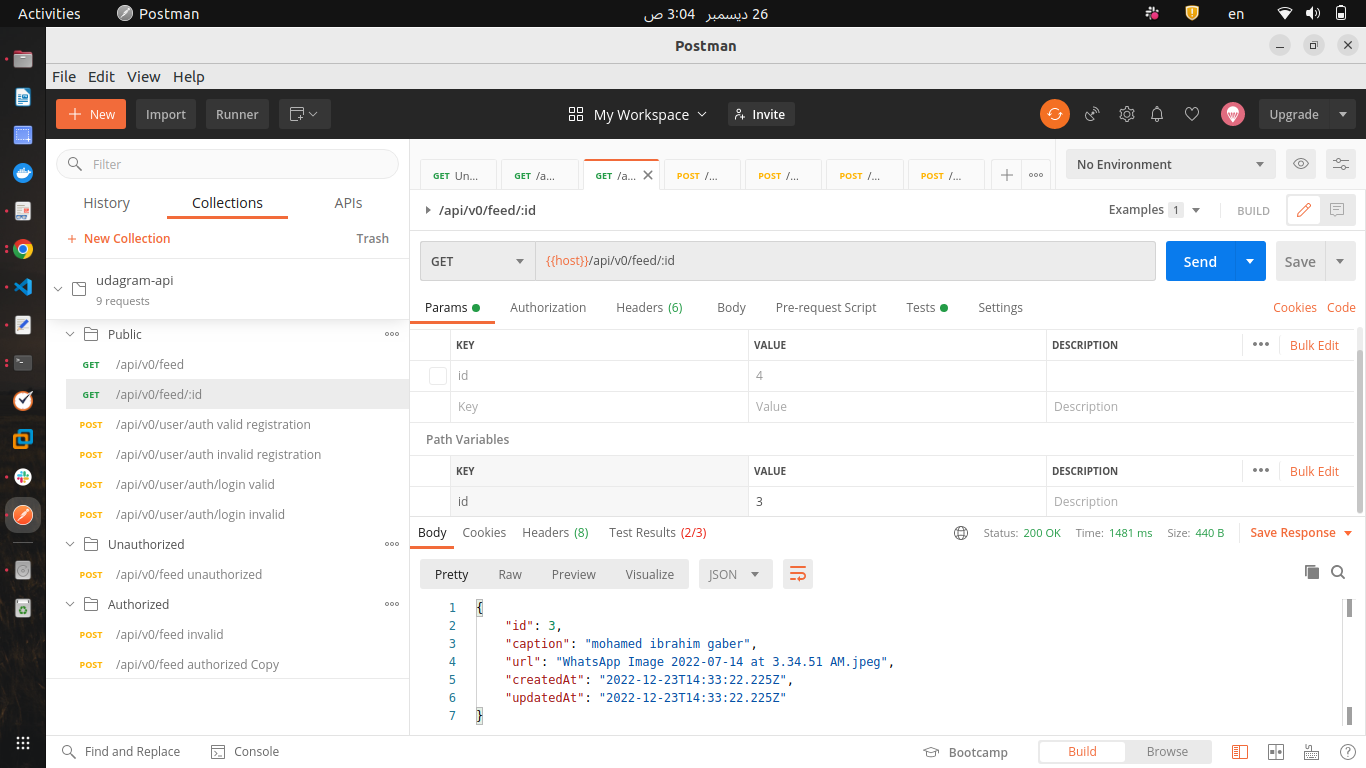 Activities Postman 26 ديسمبر 3:04 ص en
Postman
File Edit View Help
New Import Runner My Workspace Invite Upgrade
Filter
History Collections APIs
New Collection Trash
udagram-api
9 requests
Public
GET /api/v0/feed
GET /api/v0/feed/:id
POST /api/v0/user/auth valid registration
POST /api/v0/user/auth invalid registration
POST /api/v0/user/auth/login valid
POST /api/v0/user/auth/login invalid
Unauthorized
POST /api/v0/feed unauthorized
Authorized
POST /api/v0/feed invalid
POST /api/v0/feed authorized Copy
GET Un... GET /a... GET /a... POST /... POST /... POST /... POST /... No Environment
/api/v0/feed/:id Examples 1 BUILD
GET {{host}}/api/v0/feed/:id Send Save
Params Authorization Headers (6) Body Pre-request Script Tests Settings Cookies Code
KEY VALUE DESCRIPTION Bulk Edit
id 4
Key Value Description
Path Variables
KEY VALUE DESCRIPTION Bulk Edit
id 3 Description
Body Cookies Headers (8) Test Results (2/3) Status: 200 OK Time: 1481 ms Size: 440 B Save Response
Pretty Raw Preview Visualize JSON
1 {
2 "id": 3,
3 "caption": "mohamed ibrahim gaber",
4 "url": "WhatsApp Image 2022-07-14 at 3.34.51 AM.jpeg",
5 "createdAt": "2022-12-23T14:33:22.225Z",
6 "updatedAt": "2022-12-23T14:33:22.225Z"
7 }
Find and Replace Console Bootcamp Build Browse